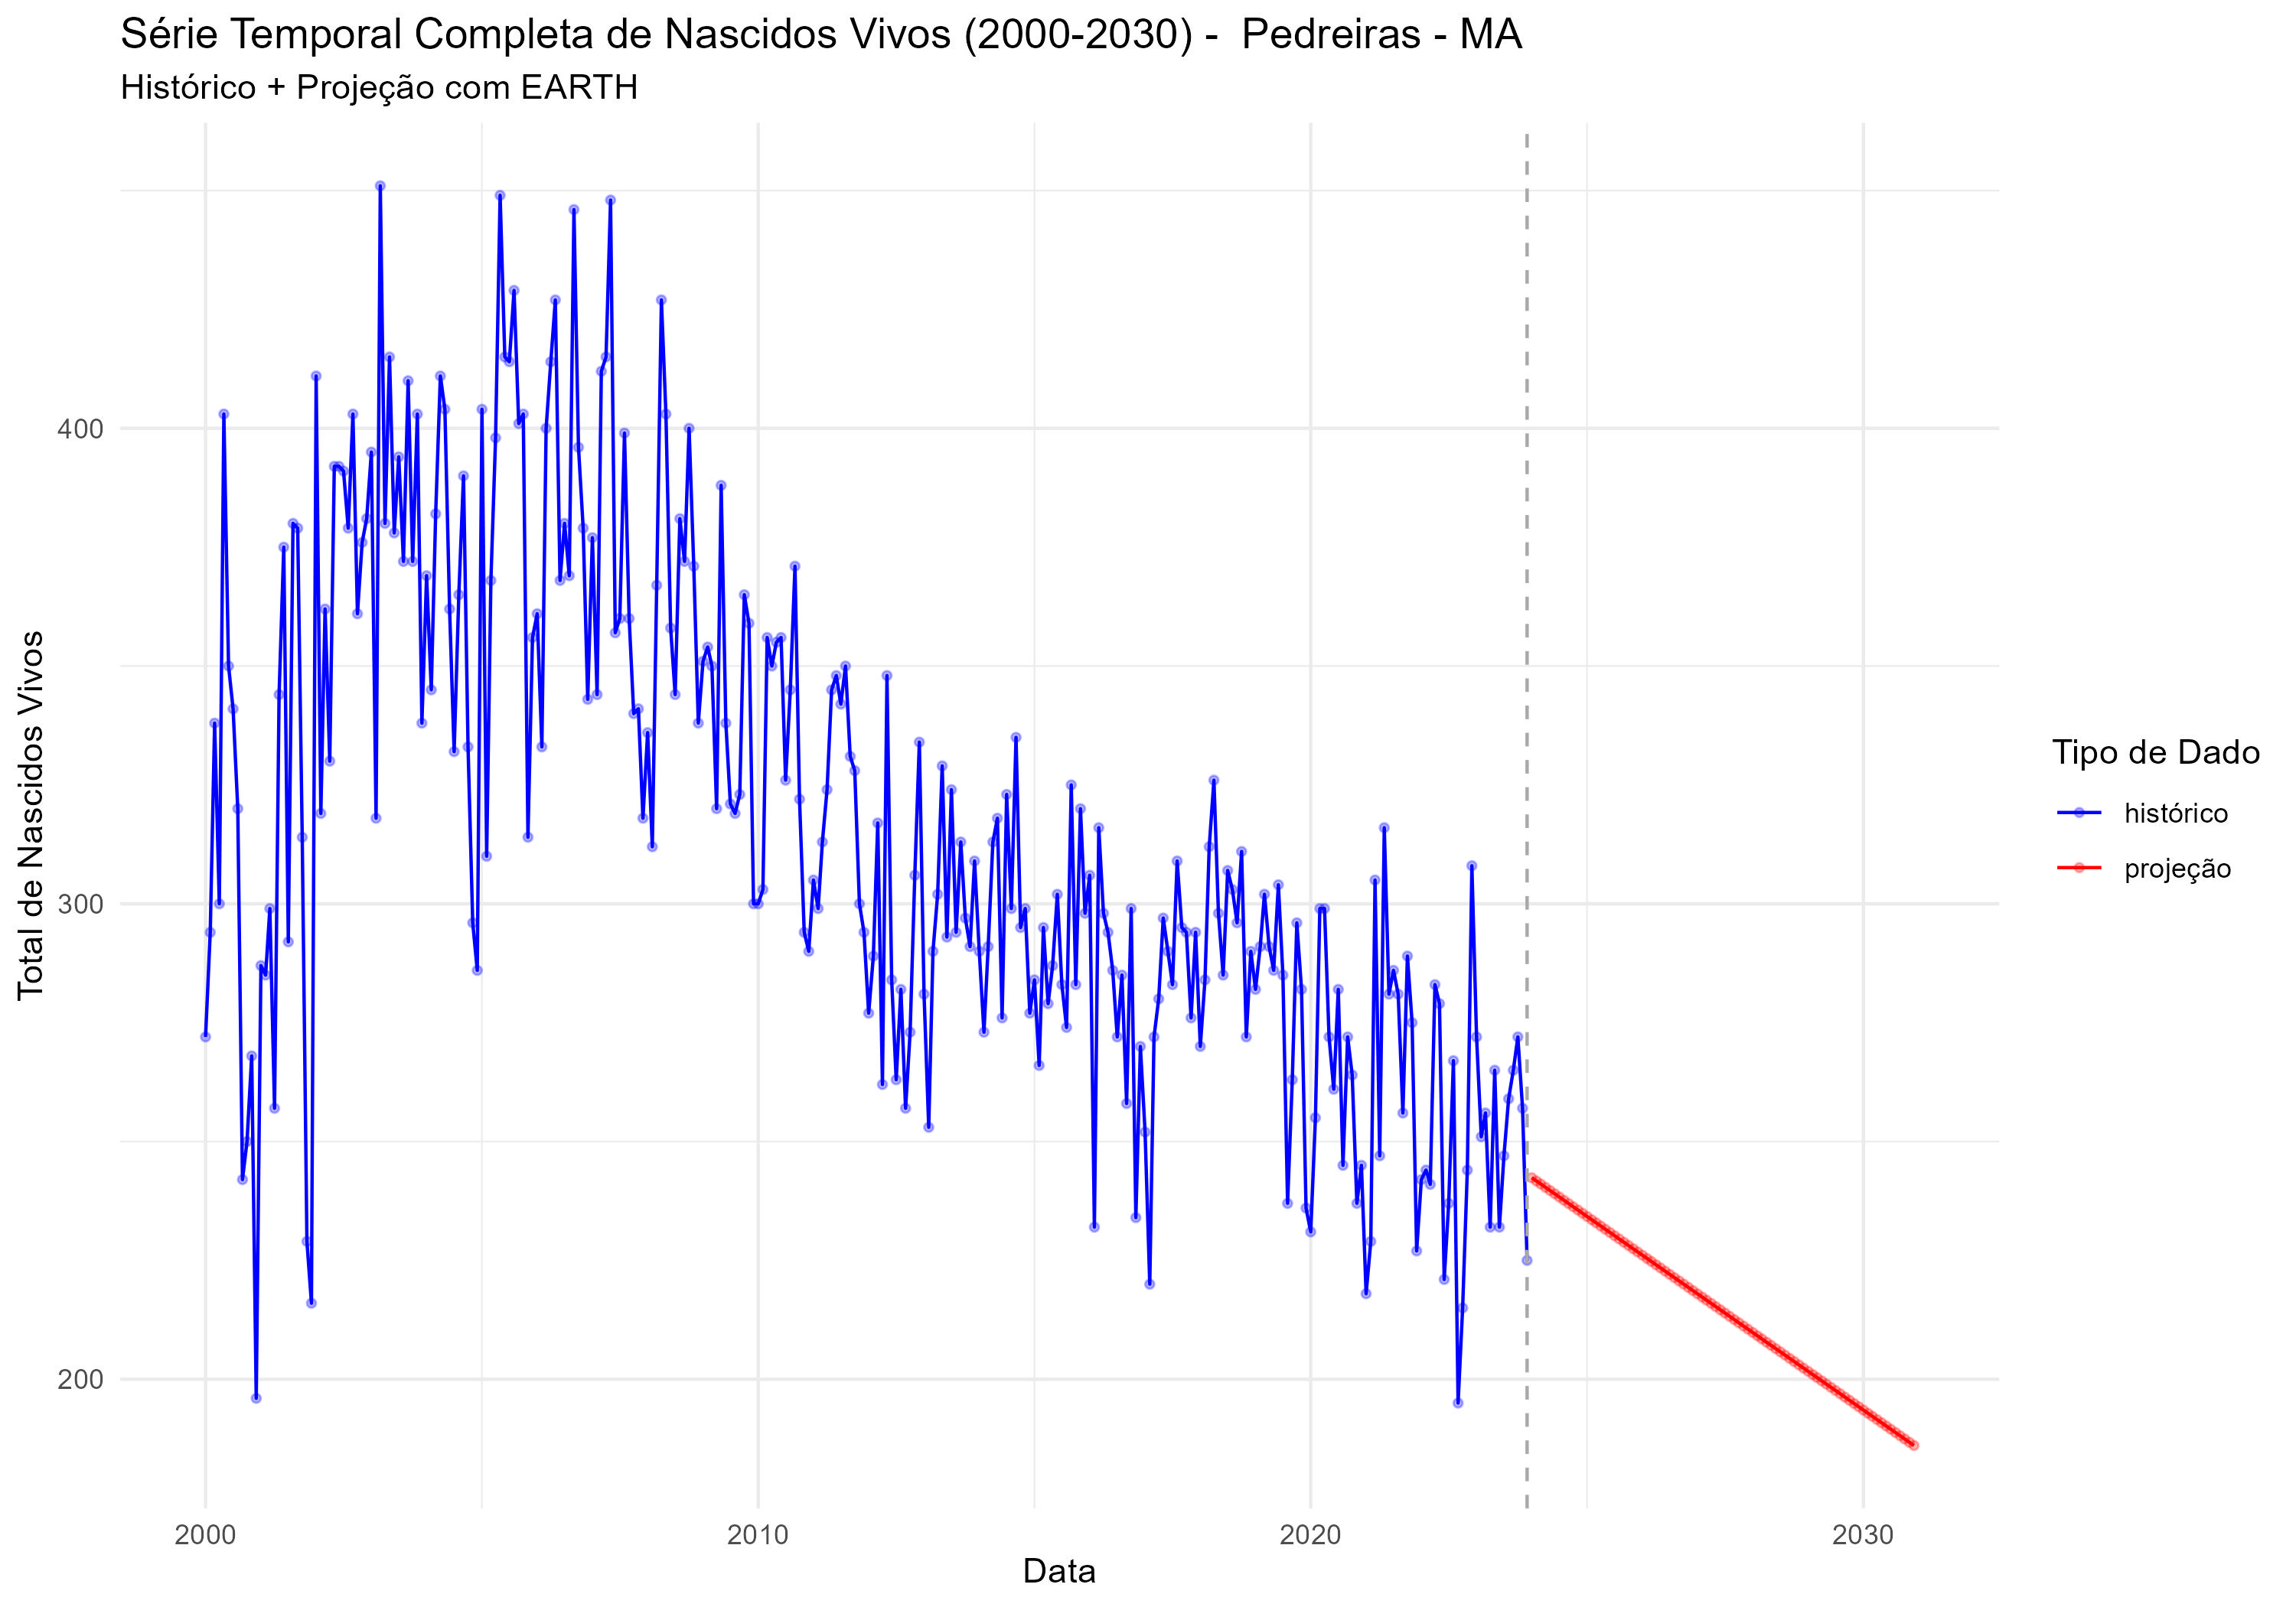 Série Temporal Completa de Nascidos Vivos (2000-2030) -  Pedreiras - MA
Histórico + Projeção com EARTH
Total de Nascidos Vivos
400
300
200
2000
2010
2020
2030
Data
Tipo de Dado
histórico
projeção